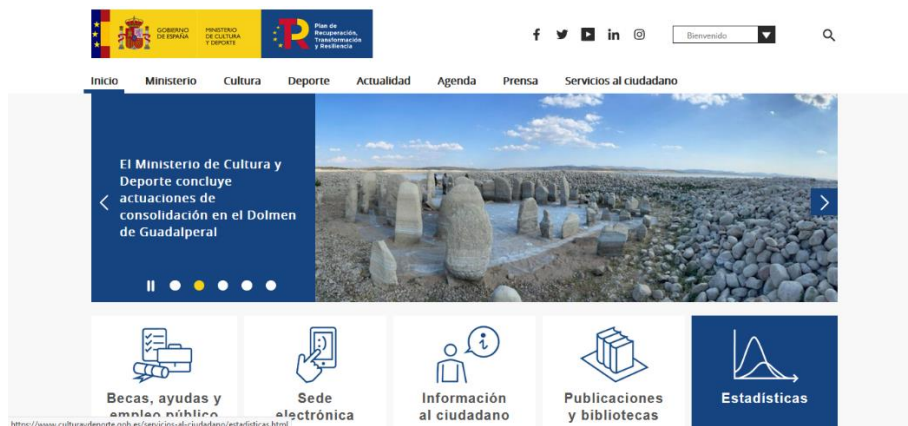 GOBIERNO
DE ESPAÑA
MINISTERIO
DE CULTURA
Y DEPORTE
Plan de
Recuperación,
Transformación
y Resiliencia
Bienvenido
Inicio Ministerio Cultura Deporte Actualidad Agenda Prensa Servicios al ciudadano
El Ministerio de Cultura y
Deporte concluye
actuaciones de
consolidación en el Dolmen
de Guadalperal
Becas, ayudas y
empleo público
Sede
electrónica
Información
al ciudadano
Publicaciones
y bibliotecas
Estadísticas
https://www.culturaydeporte.gob.es/servicios-al-ciudadano/estadisticas.html